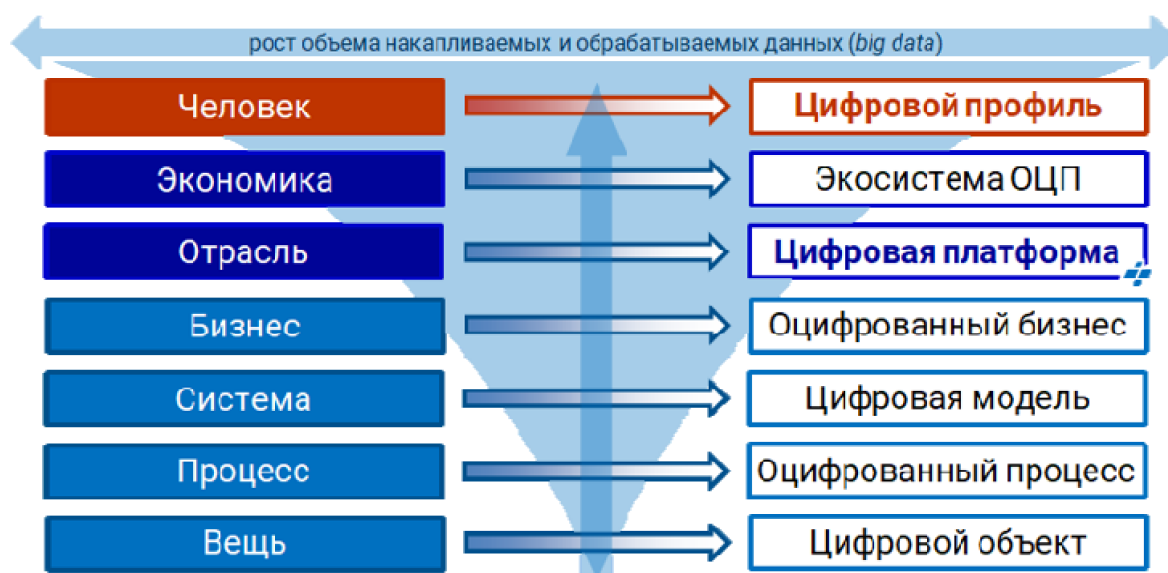 рост объема накапливаемых и обрабатываемых данных (big data)
Человек
Цифровой профиль
Экономика
Экосистема ОЦП
Отрасль
Цифровая платформа
Бизнес
Оцифрованный бизнес
Система
Цифровая модель
Процесс
Оцифрованный процесс
Вещь
Цифровой объект